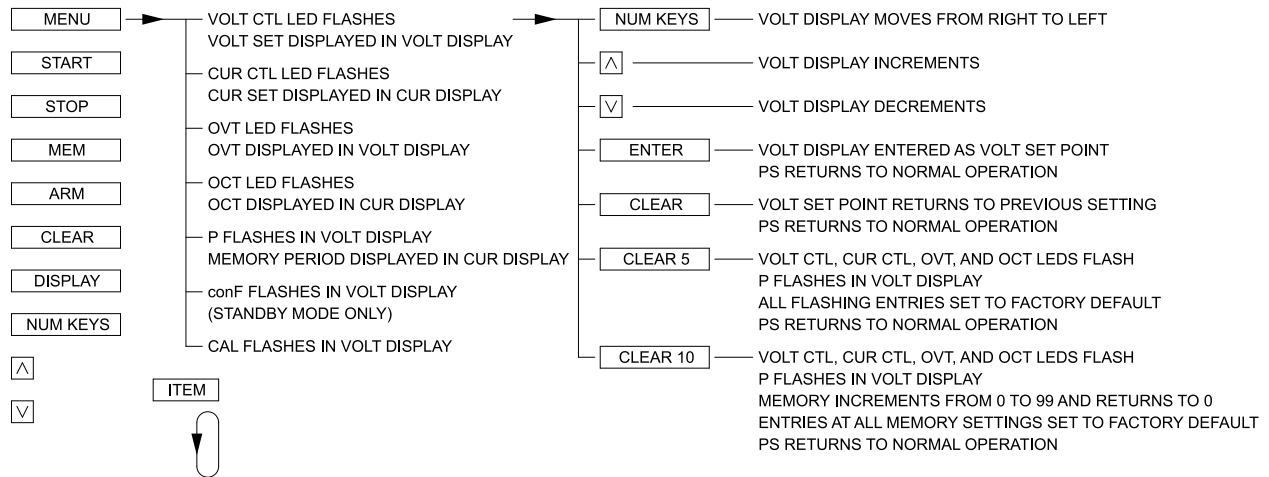 MENU
START
STOP
MEM
ARM
CLEAR
DISPLAY
NUM KEYS
VOLT CTL LED FLASHES
VOLT SET DISPLAYED IN VOLT DISPLAY
CUR CTL LED FLASHES
CUR SET DISPLAYED IN CUR DISPLAY
OVT LED FLASHES
OVT DISPLAYED IN VOLT DISPLAY
OCT LED FLASHES
OCT DISPLAYED IN CUR DISPLAY
P FLASHES IN VOLT DISPLAY
MEMORY PERIOD DISPLAYED IN CUR DISPLAY
conF FLASHES IN VOLT DISPLAY
(STANDBY MODE ONLY)
CAL FLASHES IN VOLT DISPLAY
ITEM
NUM KEYS
VOLT DISPLAY MOVES FROM RIGHT TO LEFT
VOLT DISPLAY INCREMENTS
VOLT DISPLAY DECREMENTS
ENTER
VOLT DISPLAY ENTERED AS VOLT SET POINT
PS RETURNS TO NORMAL OPERATION
CLEAR
VOLT SET POINT RETURNS TO PREVIOUS SETTING
PS RETURNS TO NORMAL OPERATION
CLEAR 5
VOLT CTL, CUR CTL, OVT, AND OCT LEDS FLASH
P FLASHES IN VOLT DISPLAY
ALL FLASHING ENTRIES SET TO FACTORY DEFAULT
PS RETURNS TO NORMAL OPERATION
CLEAR 10
VOLT CTL, CUR CTL, OVT, AND OCT LEDS FLASH
P FLASHES IN VOLT DISPLAY
MEMORY INCREMENTS FROM 0 TO 99 AND RETURNS TO 0
ENTRIES AT ALL MEMORY SETTINGS SET TO FACTORY DEFAULT
PS RETURNS TO NORMAL OPERATION